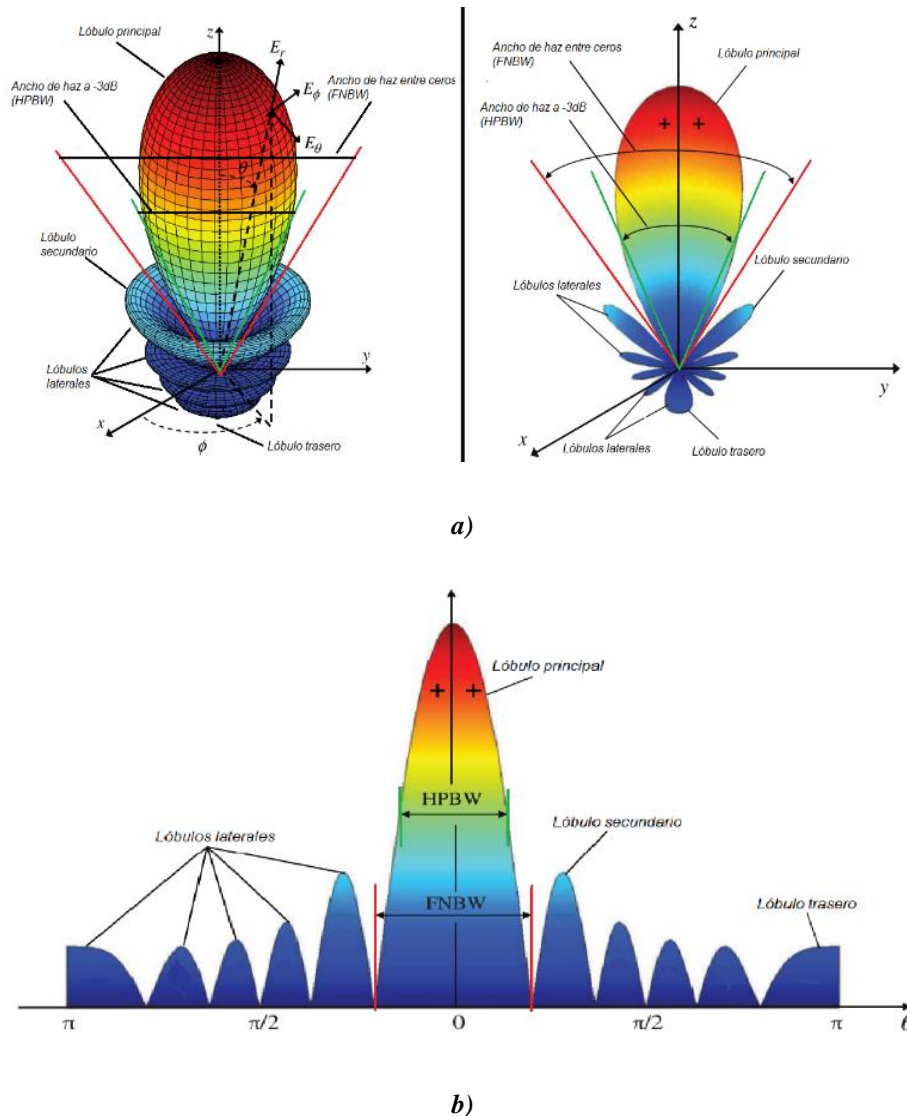 Lóbulo principal
z
E_r
Ancho de haz a -3dB
(HPBW)
Ancho de haz entre ceros
(FNBW)
E_ϕ
E_θ
θ
Lóbulo
secundario
y
Lóbulos
laterales
x
ϕ
Lóbulo trasero
z
Ancho de haz entre ceros
(FNBW)
Lóbulo principal
Ancho de haz a -3dB
(HPBW)
+ +
Lóbulo secundario
Lóbulos laterales
y
x
Lóbulos laterales
Lóbulo trasero
a)
Lóbulo principal
+ +
HPBW
Lóbulos laterales
Lóbulo secundario
FNBW
Lóbulo trasero
π π/2 0 π/2 π
b)